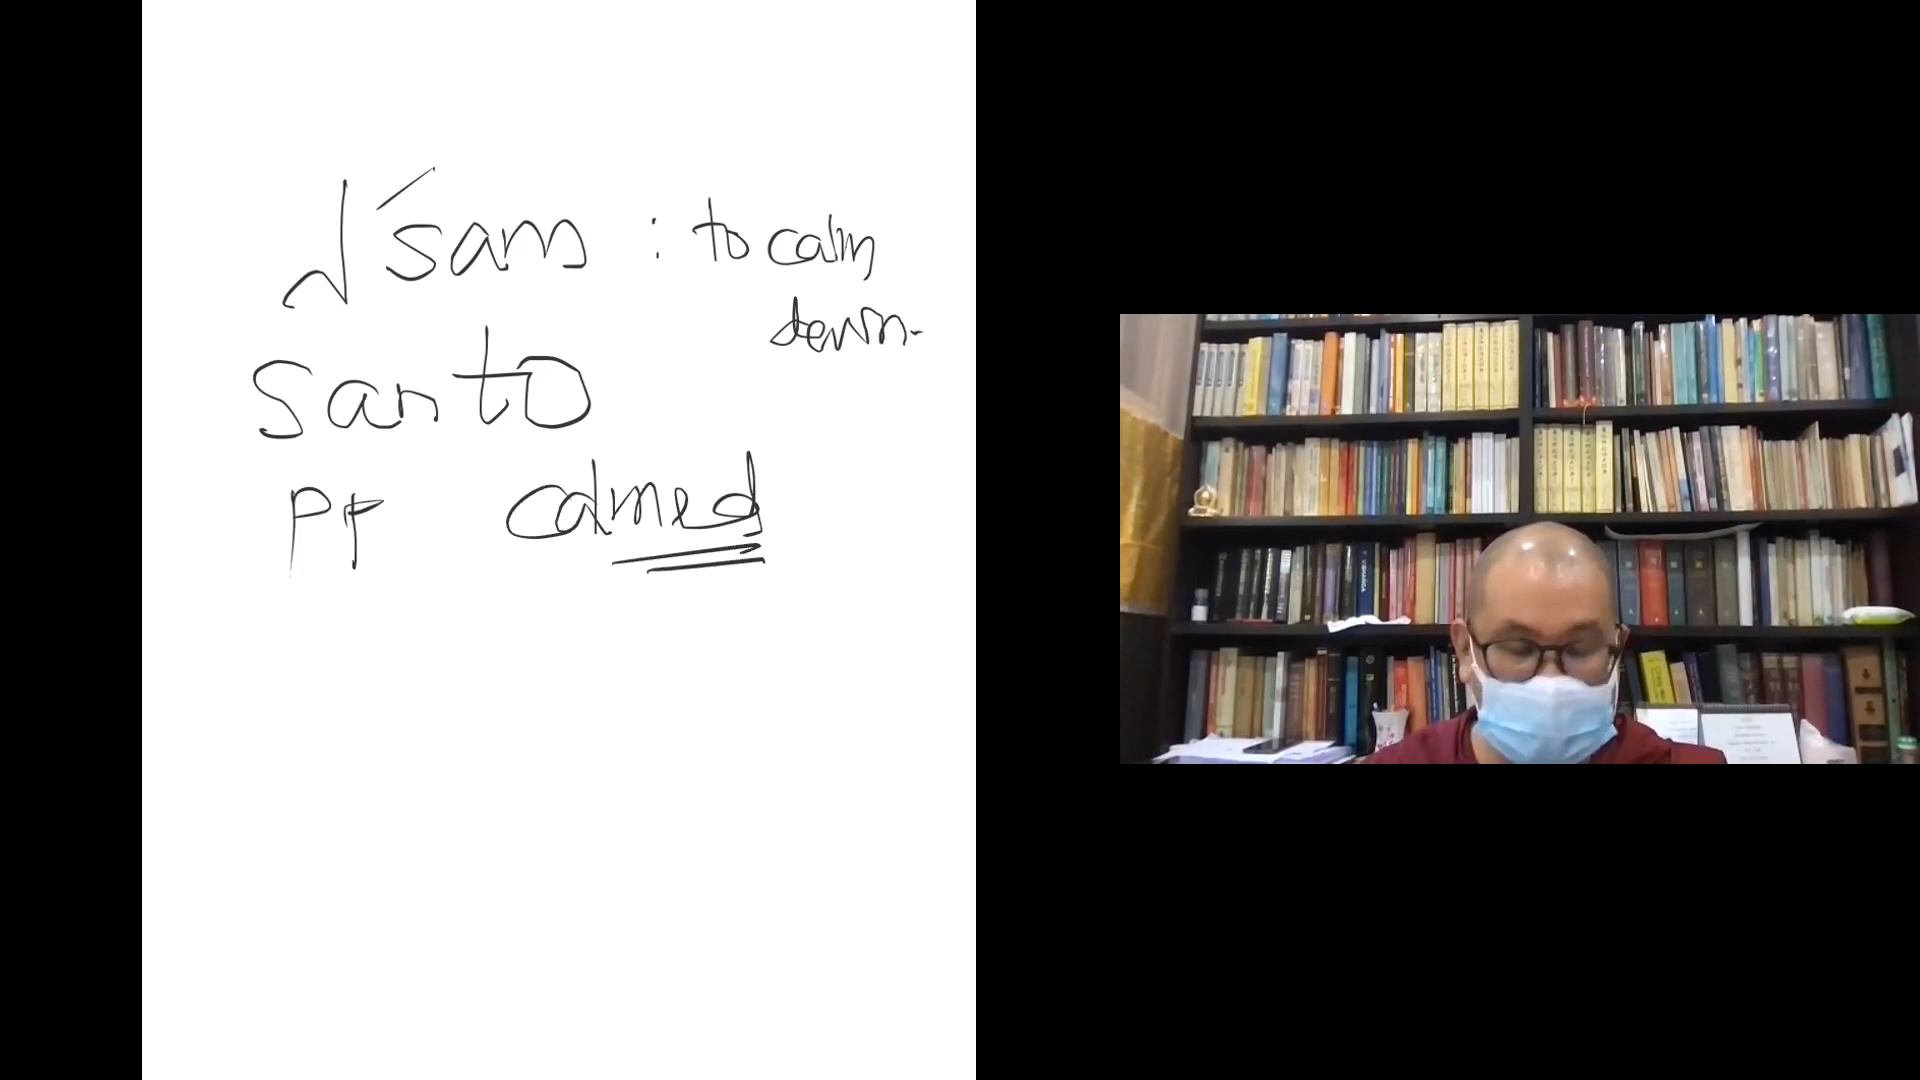 √śam : to calm
down.
santo
pp calmed